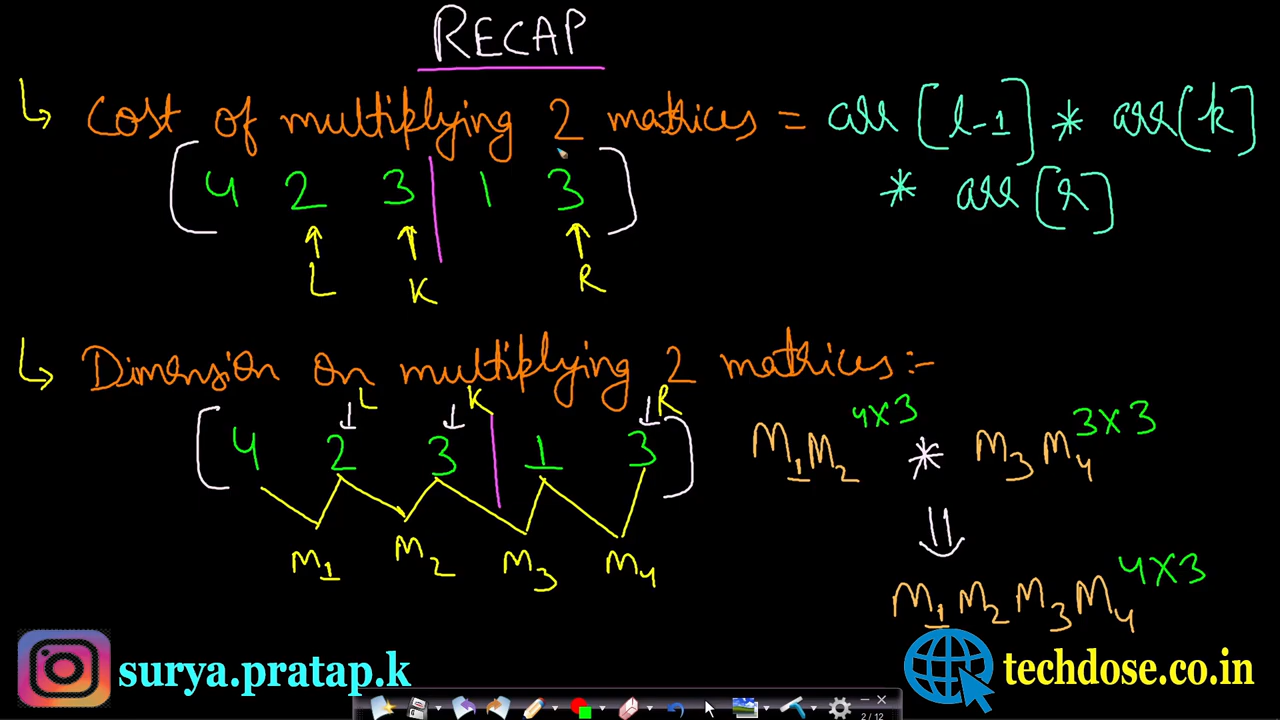 RECAP
↳ Cost of multiplying 2 matrices = arr[l-1] * arr[k]
* arr[r]
[4 2 3 | 1 3]
L K R
↳ Dimension on multiplying 2 matrices:-
L K R
[4 2 3 | 1 3]
M1 M2 M3 M4
M1M2 4x3 * M3M4 3x3
⇓
M1M2M3M4 4x3
surya.pratap.k
techdose.co.in
2 / 12